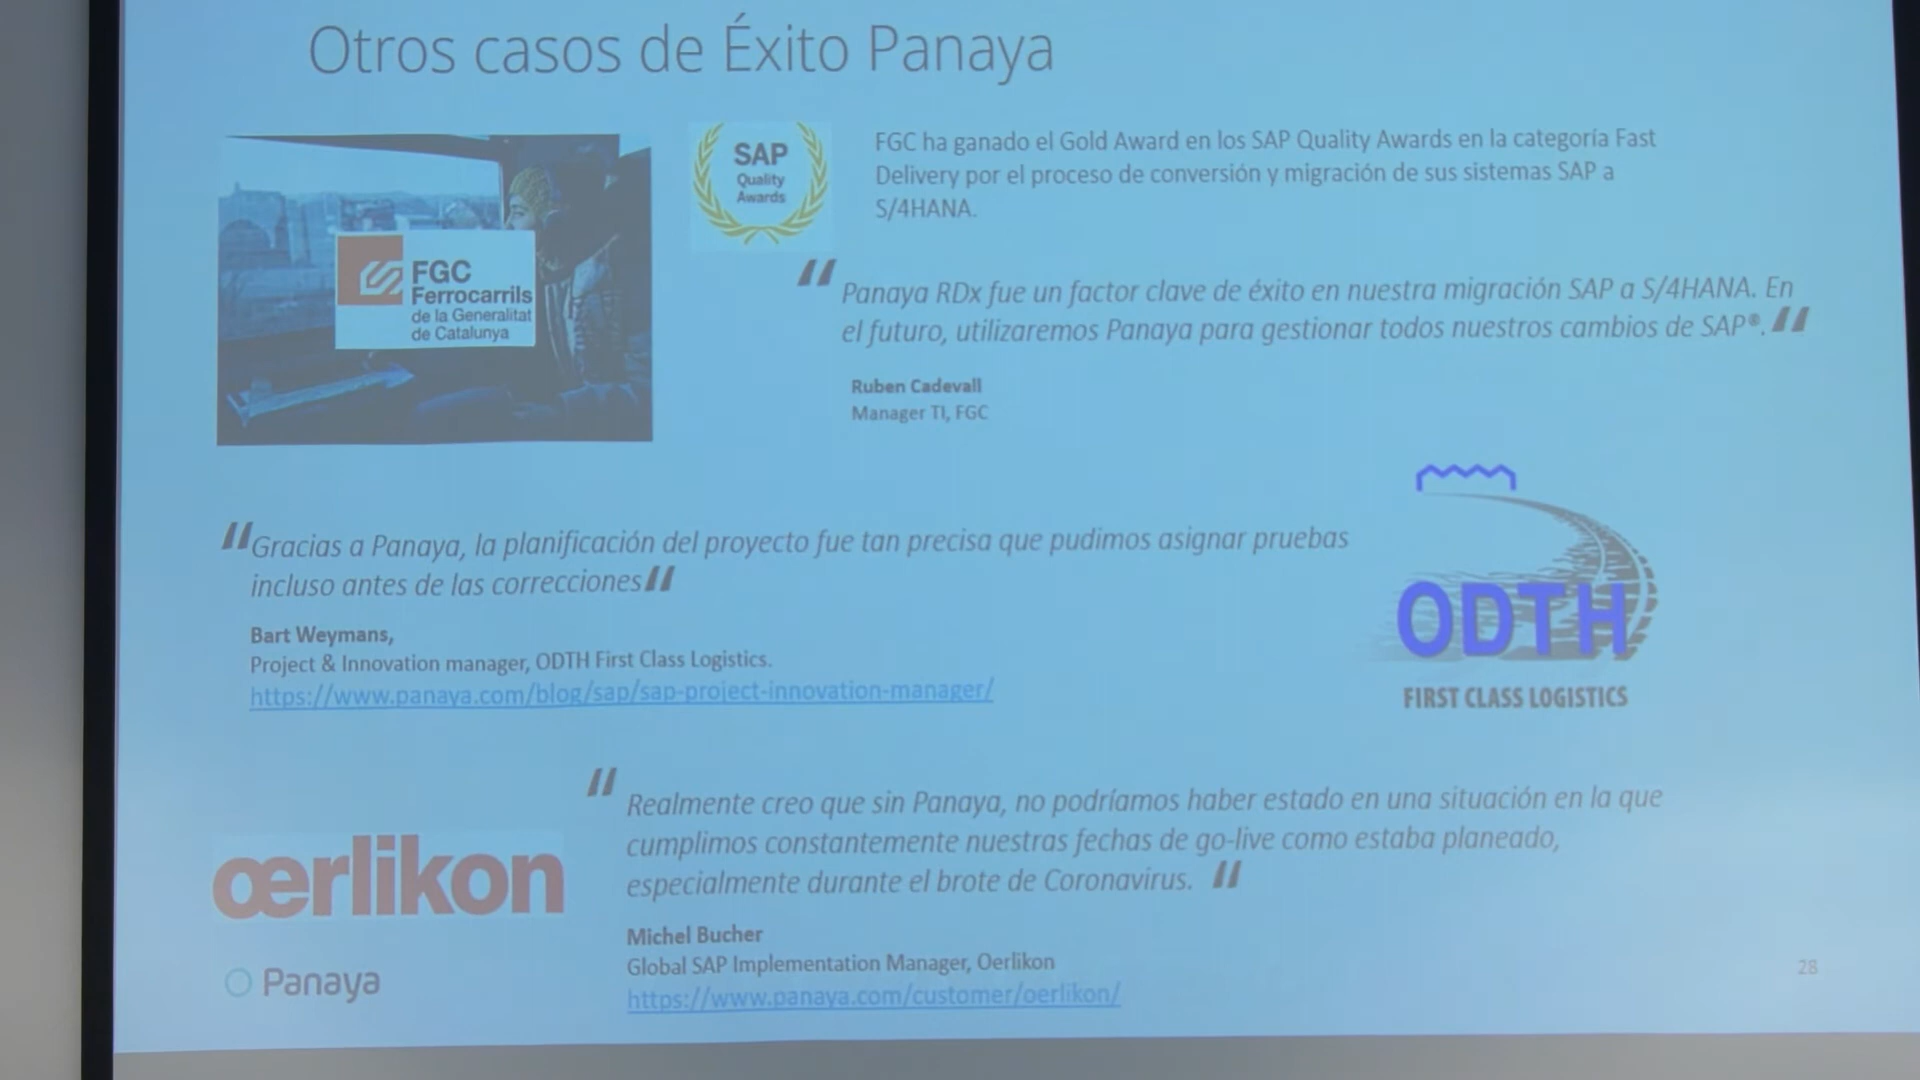 Otros casos de Éxito Panaya
SAP
Quality
Awards
FGC ha ganado el Gold Award en los SAP Quality Awards en la categoría Fast
Delivery por el proceso de conversión y migración de sus sistemas SAP a
S/4HANA.
FGC
Ferrocarrils
de la Generalitat
de Catalunya
“Panaya RDx fue un factor clave de éxito en nuestra migración SAP a S/4HANA. En
el futuro, utilizaremos Panaya para gestionar todos nuestros cambios de SAP®.“
Ruben Cadevall
Manager TI, FGC
“Gracias a Panaya, la planificación del proyecto fue tan precisa que pudimos asignar pruebas
incluso antes de las correcciones“
Bart Weymans,
Project & Innovation manager, ODTH First Class Logistics.
https://www.panaya.com/blog/sap/sap-project-innovation-manager/
ODTH
FIRST CLASS LOGISTICS
“Realmente creo que sin Panaya, no podríamos haber estado en una situación en la que
cumplimos constantemente nuestras fechas de go-live como estaba planeado,
especialmente durante el brote de Coronavirus. “
œrlikon
Michel Bucher
Global SAP Implementation Manager, Oerlikon
https://www.panaya.com/customer/oerlikon/
Panaya
28